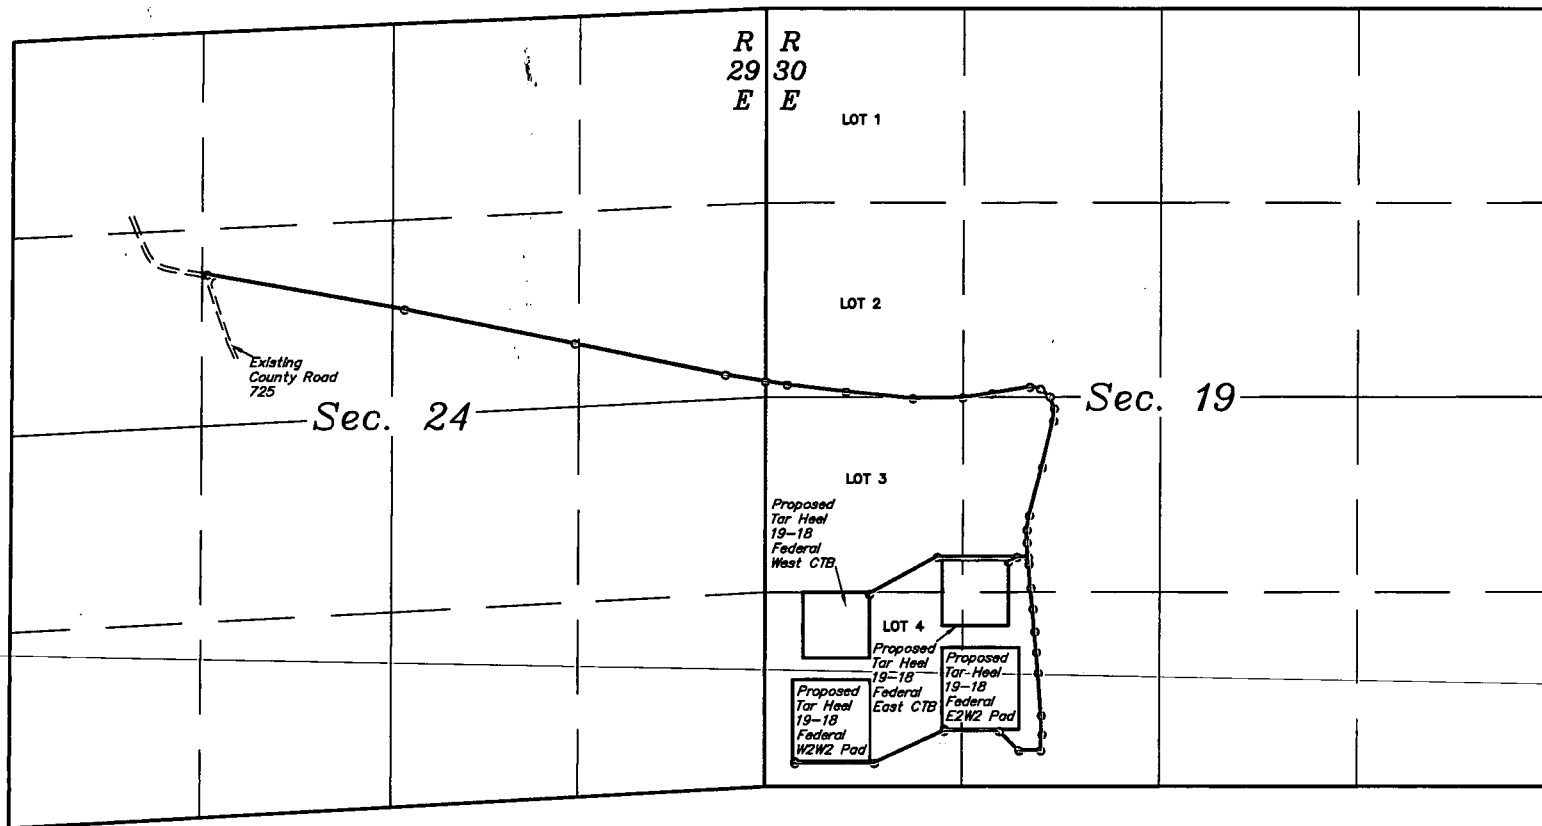 R R
29 30
E E
LOT 1
LOT 2
Existing
County Road
725
Sec. 24
Sec. 19
LOT 3
Proposed
Tar Heel
19-18
Federal
West CTB
LOT 4
Proposed
Tar Heel
19-18
Federal
East CTB
Proposed
Tar Heel
19-18
Federal
E2W2 Pad
Proposed
Tar Heel
19-18
Federal
W2W2 Pad